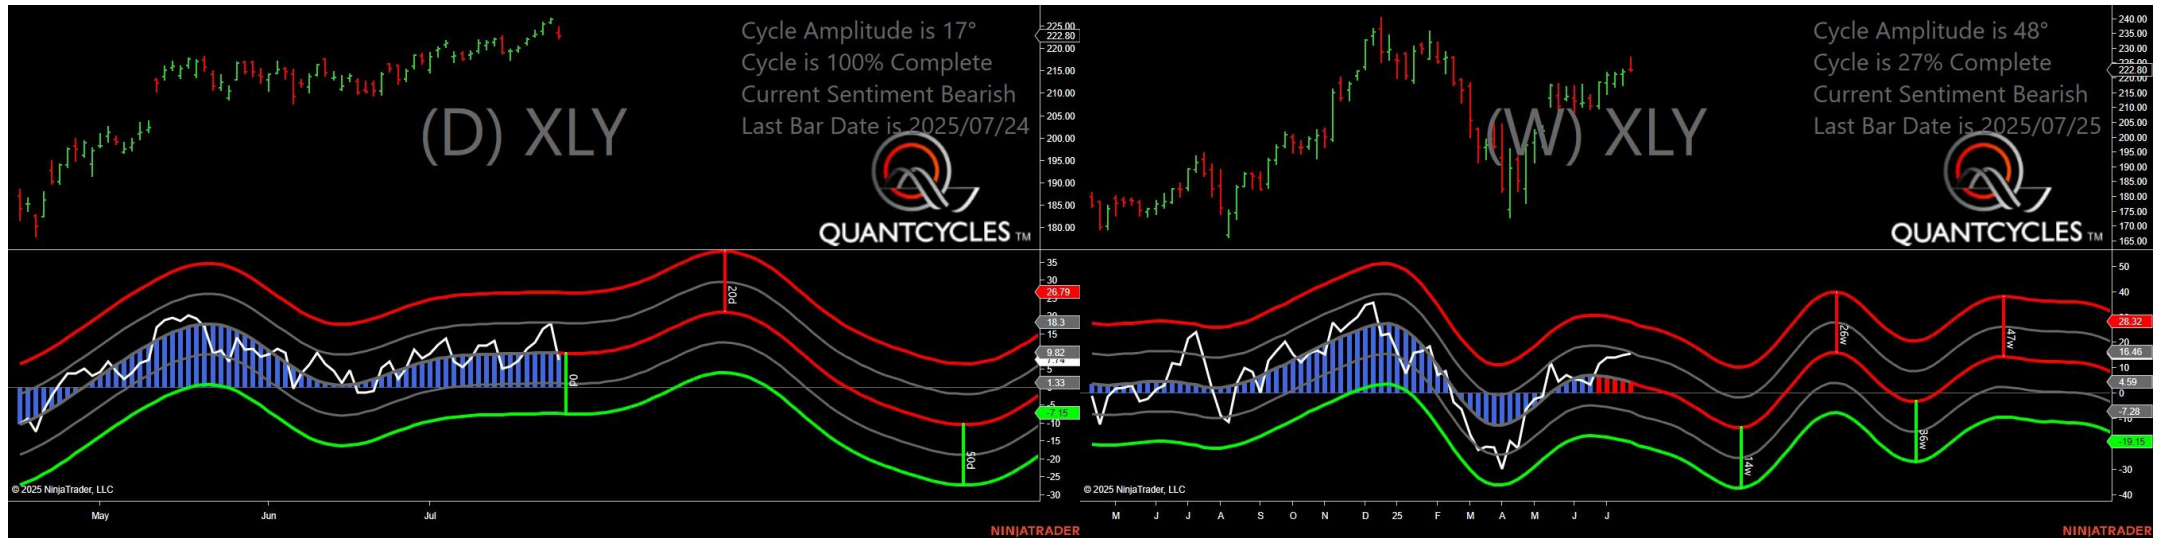 Cycle Amplitude is 17°
Cycle is 100% Complete
Current Sentiment Bearish
Last Bar Date is 2025/07/24
(D) XLY
QUANTCYCLES TM
225.00
222.80
220.00
215.00
210.00
205.00
200.00
195.00
190.00
185.00
180.00
35
30
26.79
18.3
15
9.82
5
1.33
-5
-7.15
-10
-15
-20
-25
-30
20d
0d
50d
© 2025 NinjaTrader, LLC
May
Jun
Jul
NINJATRADER
Cycle Amplitude is 48°
Cycle is 27% Complete
Current Sentiment Bearish
Last Bar Date is 2025/07/25
(W) XLY
QUANTCYCLES TM
240.00
235.00
230.00
225.00
222.80
215.00
210.00
205.00
200.00
195.00
190.00
185.00
180.00
175.00
170.00
165.00
50
40
28.32
20
16.46
10
4.59
0
-7.28
-19.15
-30
-40
26w
47w
14w
36w
© 2025 NinjaTrader, LLC
M J J A S O N D 25 F M A M J J
NINJATRADER